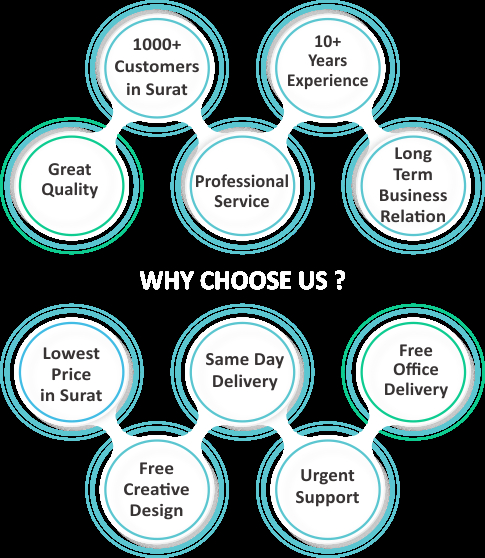 1000+
Customers
in Surat
10+
Years
Experience
Great
Quality
Professional
Service
Long
Term
Business
Relation
WHY CHOOSE US ?
Lowest
Price
in Surat
Same Day
Delivery
Free
Office
Delivery
Free
Creative
Design
Urgent
Support